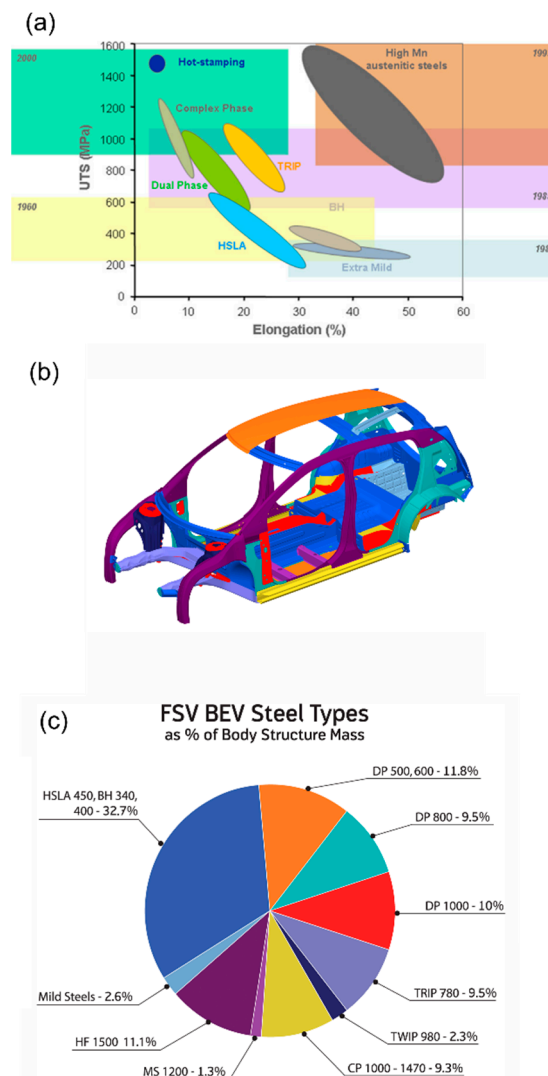 (a)
1600
1400
1200
1000
800
600
400
200
0
UTS (MPa)
2000
Hot-stamping
High Mn
austenitic steels
199
Complex Phase
TRIP
Dual Phase
198
1960
BH
HSLA
Extra Mild
198
0 10 20 30 40 50 60
Elongation (%)
(b)
(c)
FSV BEV Steel Types
as % of Body Structure Mass
HSLA 450, BH 340,
400 - 32.7%
DP 500,600 - 11.8%
DP 800 - 9.5%
DP 1000 - 10%
TRIP 780 - 9.5%
TWIP 980 - 2.3%
CP 1000 - 1470 - 9.3%
MS 1200 - 1.3%
HF 1500 11.1%
Mild Steels - 2.6%